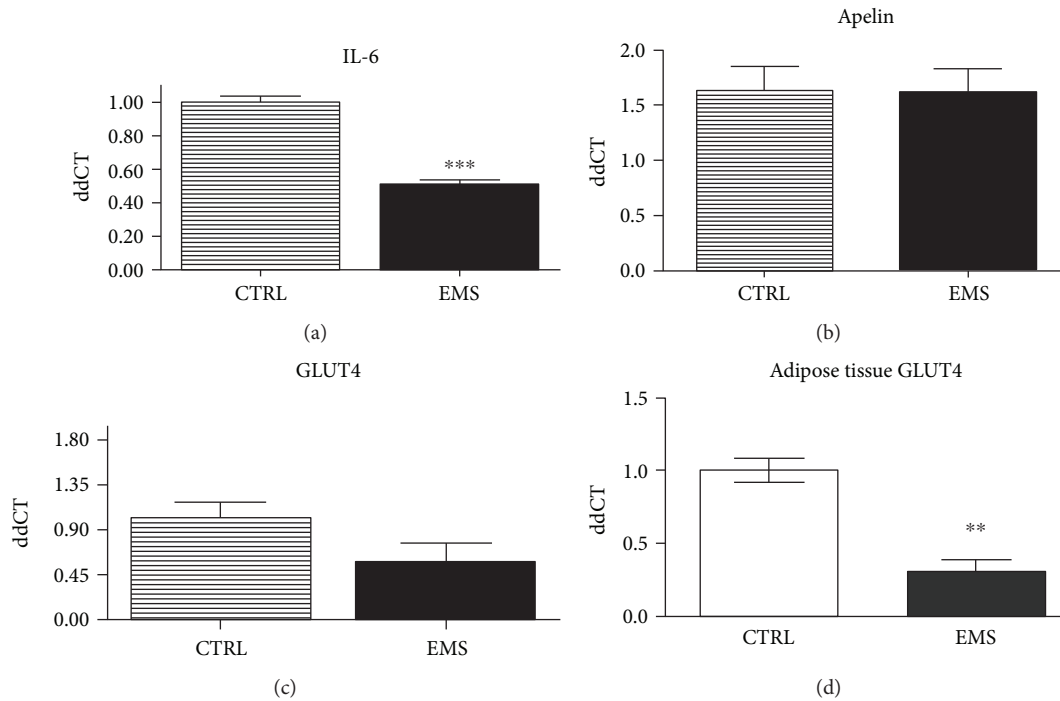 IL-6
ddCT
1.00
0.80
0.60
0.40
0.20
0.00
***
CTRL
EMS
(a)
Apelin
ddCT
2.0
1.5
1.0
0.5
0.0
CTRL
EMS
(b)
GLUT4
ddCT
1.80
1.35
0.90
0.45
0.00
CTRL
EMS
(c)
Adipose tissue GLUT4
ddCT
1.5
1.0
0.5
0.0
**
CTRL
EMS
(d)